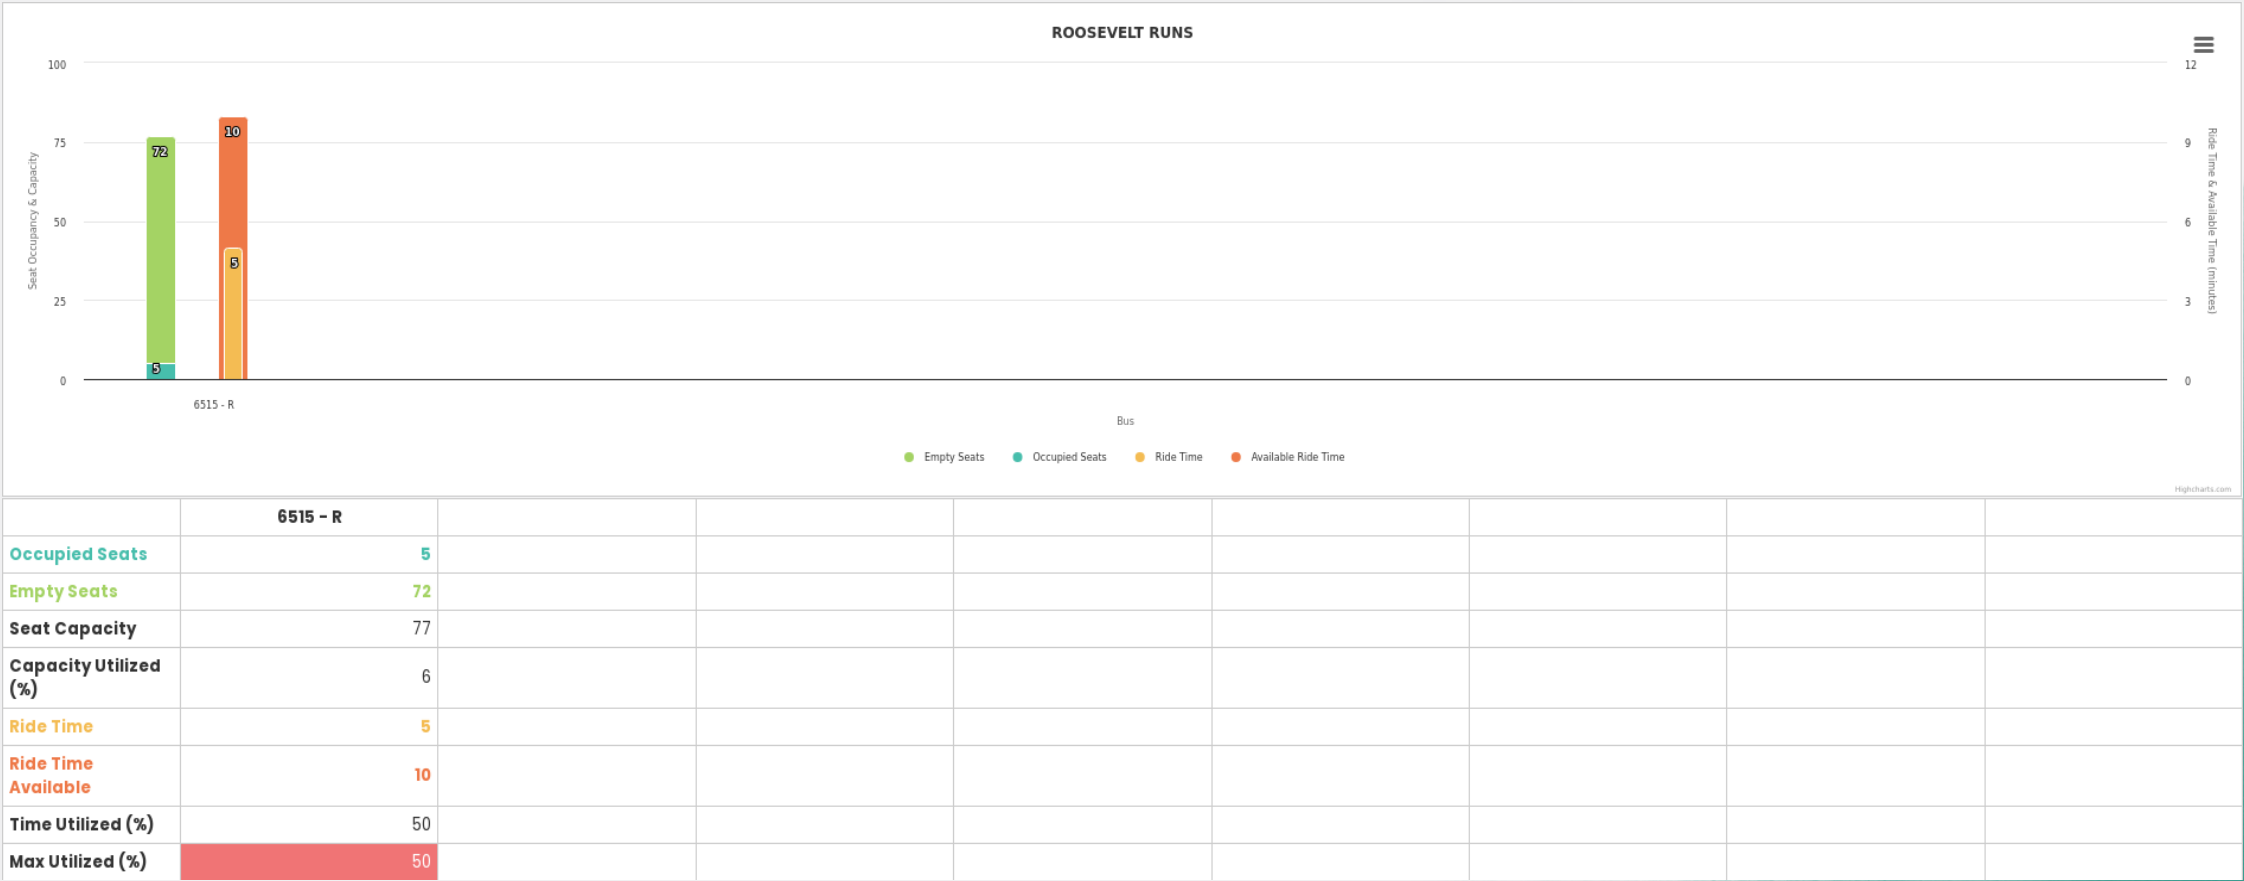 ROOSEVELT RUNS
100
75
50
25
0
Seat Occupancy & Capacity
12
9
6
3
0
Ride Time & Available Time (minutes)
72
5
10
5
6515 - R
Bus
Empty Seats Occupied Seats Ride Time Available Ride Time
Highcharts.com
6515 - R
Occupied Seats 5
Empty Seats 72
Seat Capacity 77
Capacity Utilized
(%) 6
Ride Time 5
Ride Time
Available 10
Time Utilized (%) 50
Max Utilized (%) 50